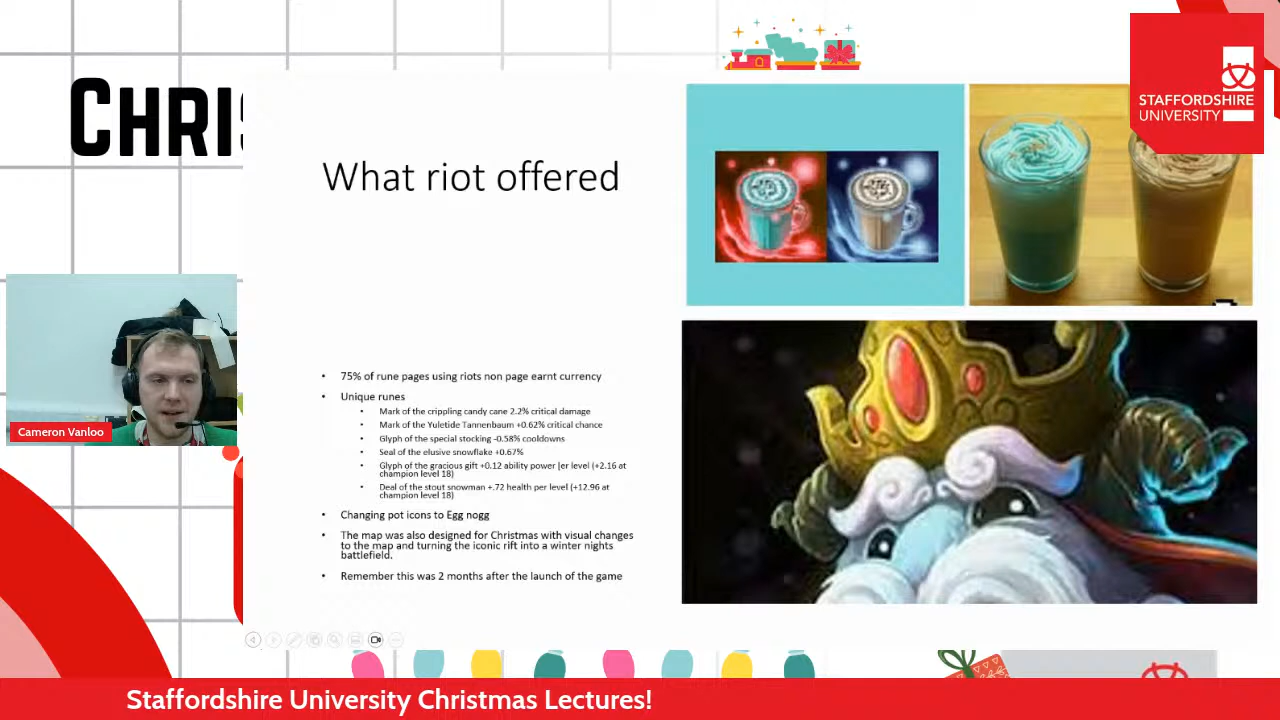 CHRIS
STAFFORDSHIRE
UNIVERSITY
What riot offered
• 75% of rune pages using riots non page earnt currency
• Unique runes
• Mark of the crippling candy cane 2.2% critical damage
• Mark of the Yuletide Tannenbaum +0.62% critical chance
• Glyph of the special stocking -0.58% cooldowns
• Seal of the elusive snowflake +0.67%
• Glyph of the gracious gift +0.12 ability power |er level (+2.16 at
champion level 18)
• Deal of the stout snowman +.72 health per level (+12.96 at
champion level 18)
• Changing pot icons to Egg nogg
• The map was also designed for Christmas with visual changes
to the map and turning the iconic rift into a winter nights
battlefield.
• Remember this was 2 months after the launch of the game
Cameron Vanloo
Staffordshire University Christmas Lectures!